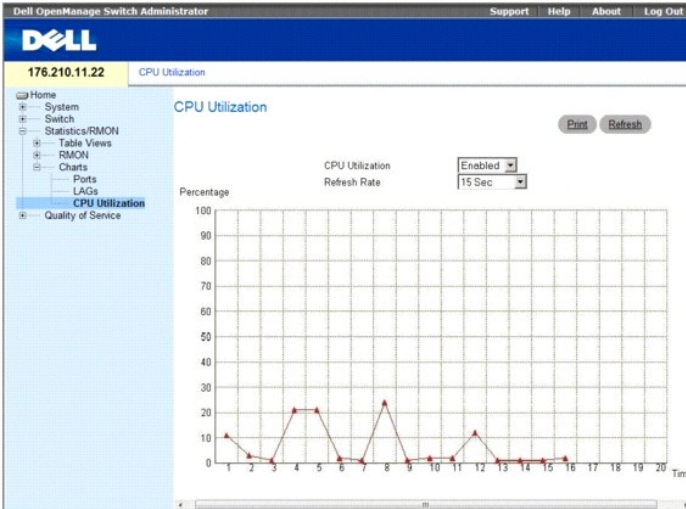 Dell OpenManage Switch Administrator
Support Help About Log Out
DELL
176.210.11.22
CPU Utilization
Home
System
Switch
Statistics/RMON
Table Views
RMON
Charts
Ports
LAGs
CPU Utilization
Quality of Service
CPU Utilization
Print Refresh
CPU Utilization Enabled
Refresh Rate 15 Sec
Percentage
100
90
80
70
60
50
40
30
20
10
0
1 2 3 4 5 6 7 8 9 10 11 12 13 14 15 16 17 18 19 20
Tim